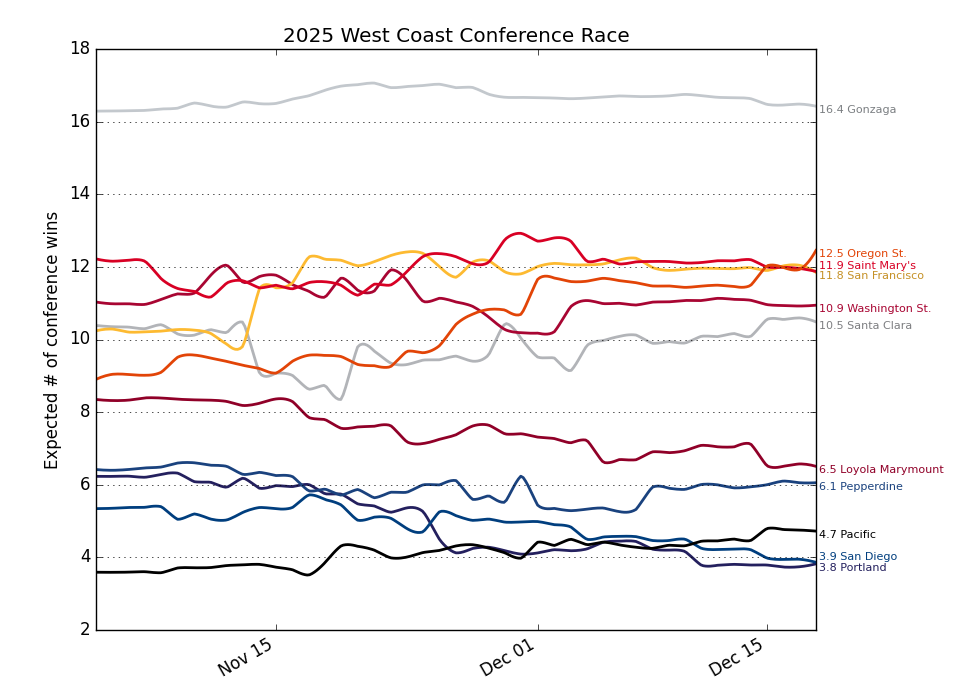 2025 West Coast Conference Race
Expected # of conference wins
18
16
14
12
10
8
6
4
2
Nov 15
Dec 01
Dec 15
16.4 Gonzaga
12.5 Oregon St.
11.9 Saint Mary's
11.8 San Francisco
10.9 Washington St.
10.5 Santa Clara
6.5 Loyola Marymount
6.1 Pepperdine
4.7 Pacific
3.9 San Diego
3.8 Portland